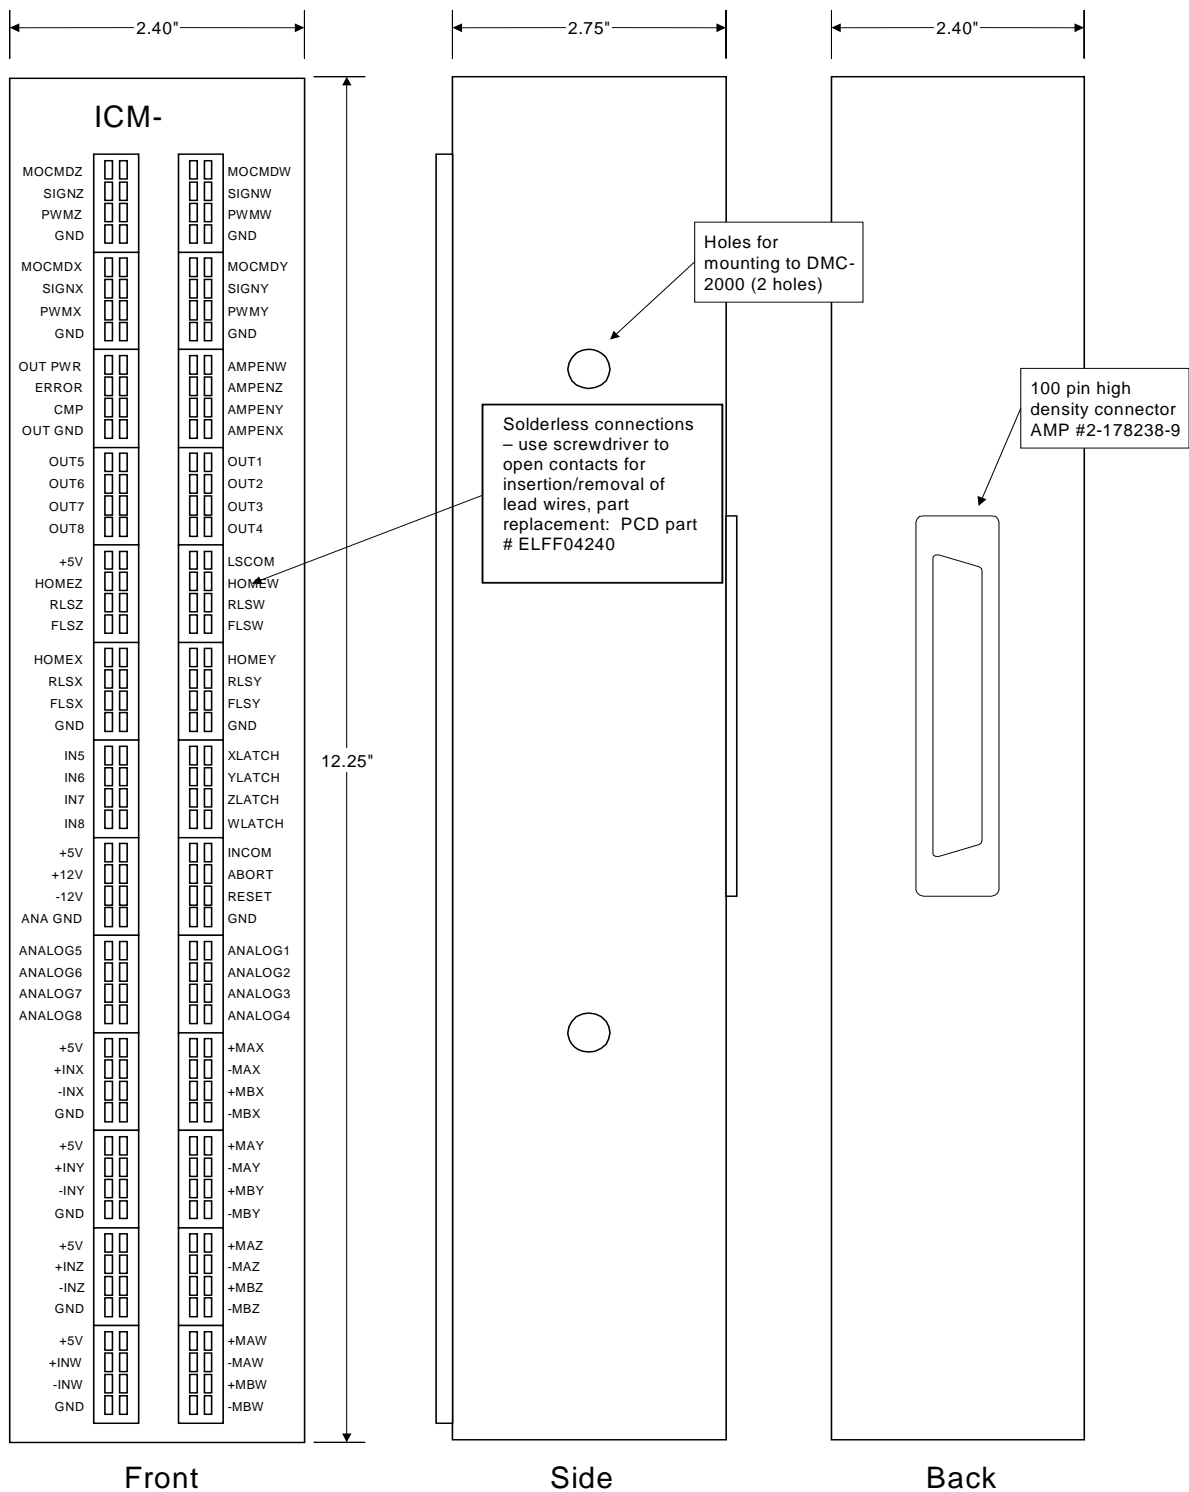 2.40"
2.75"
2.40"
ICM-
MOCMDZ MOCMDW
SIGNZ SIGNW
PWMZ PWMW
GND GND
MOCMDX MOCMDY
SIGNX SIGNY
PWMX PWMY
GND GND
OUT PWR AMPENW
ERROR AMPENZ
CMP AMPENY
OUT GND AMPENX
OUT5 OUT1
OUT6 OUT2
OUT7 OUT3
OUT8 OUT4
+5V LSCOM
HOMEZ HOMEW
RLSZ RLSW
FLSZ FLSW
HOMEX HOMEY
RLSX RLSY
FLSX FLSY
GND GND
IN5 XLATCH
IN6 YLATCH
IN7 ZLATCH
IN8 WLATCH
+5V INCOM
+12V ABORT
-12V RESET
ANA GND GND
ANALOG5 ANALOG1
ANALOG6 ANALOG2
ANALOG7 ANALOG3
ANALOG8 ANALOG4
+5V +MAX
+INX -MAX
-INX +MBX
GND -MBX
+5V +MAY
+INY -MAY
-INY +MBY
GND -MBY
+5V +MAZ
+INZ -MAZ
-INZ +MBZ
GND -MBZ
+5V +MAW
+INW -MAW
-INW +MBW
GND -MBW
12.25"
Holes for
mounting to DMC-
2000 (2 holes)
Solderless connections
– use screwdriver to
open contacts for
insertion/removal of
lead wires, part
replacement: PCD part
# ELFF04240
100 pin high
density connector
AMP #2-178238-9
Front
Side
Back